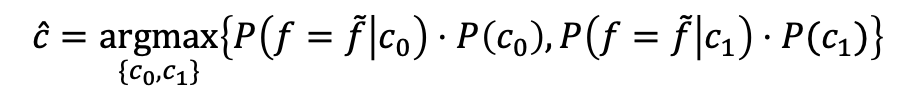 ĉ = argmax{P(f = f̃|c₀) · P(c₀), P(f = f̃|c₁) · P(c₁)}
{c₀,c₁}